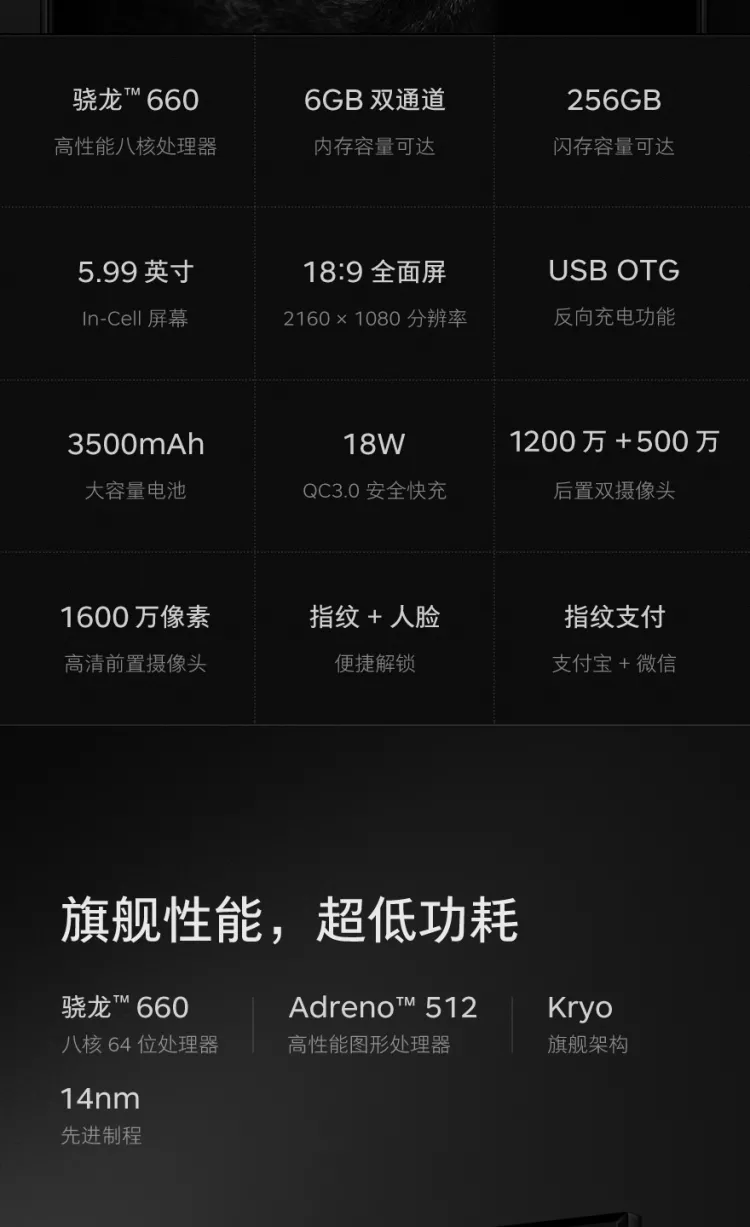 骁龙™ 660
高性能八核处理器
6GB 双通道
内存容量可达
256GB
闪存容量可达
5.99 英寸
In-Cell 屏幕
18:9 全面屏
2160 × 1080 分辨率
USB OTG
反向充电功能
3500mAh
大容量电池
18W
QC3.0 安全快充
1200 万 +500 万
后置双摄像头
1600 万像素
高清前置摄像头
指纹 + 人脸
便捷解锁
指纹支付
支付宝 + 微信
旗舰性能，超低功耗
骁龙™ 660
八核 64 位处理器
Adreno™ 512
高性能图形处理器
Kryo
旗舰架构
14nm
先进制程